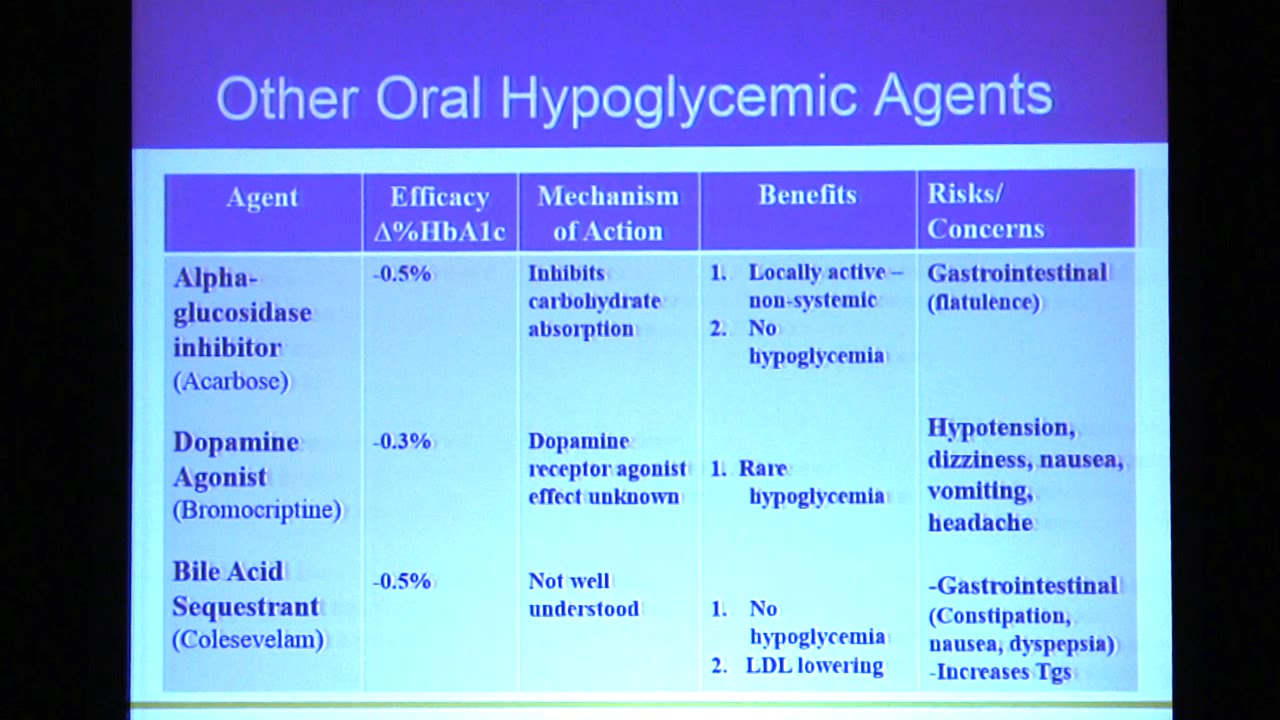 Other Oral Hypoglycemic Agents
Agent
Efficacy
Δ%HbA1c
Mechanism
of Action
Benefits
Risks/
Concerns
Alpha-
glucosidase
inhibitor
(Acarbose)
-0.5%
Inhibits
carbohydrate
absorption
1. Locally active –
non-systemic
2. No
hypoglycemia
Gastrointestinal
(flatulence)
Dopamine
Agonist
(Bromocriptine)
-0.3%
Dopamine
receptor agonist
effect unknown
1. Rare
hypoglycemia
Hypotension,
dizziness, nausea,
vomiting,
headache
Bile Acid
Sequestrant
(Colesevelam)
-0.5%
Not well
understood
1. No
hypoglycemia
2. LDL lowering
-Gastrointestinal
(Constipation,
nausea, dyspepsia)
-Increases Tgs